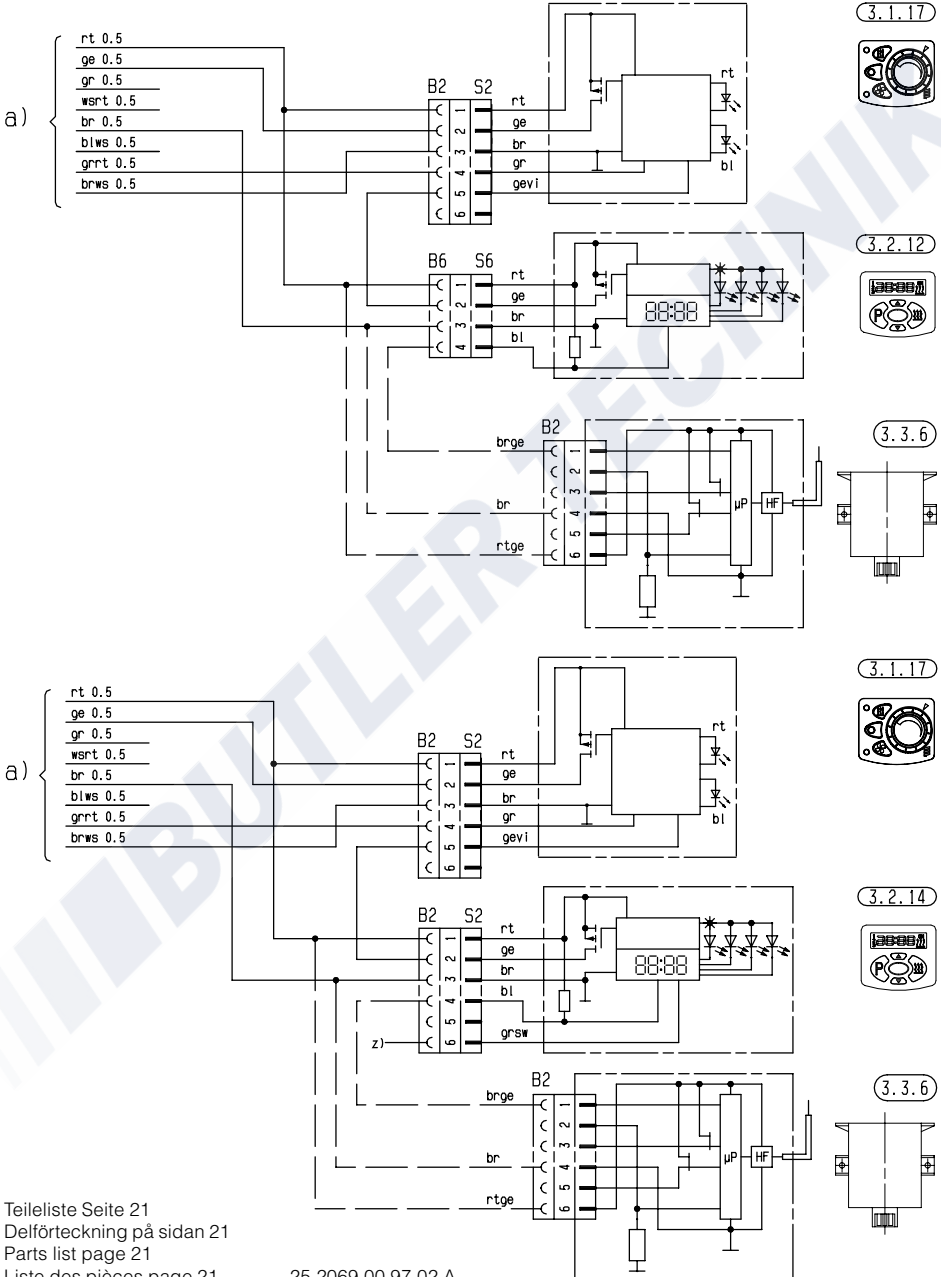 3.1.17
rt 0.5
ge 0.5
gr 0.5
wsrt 0.5
br 0.5
blws 0.5
grrt 0.5
brws 0.5
a)
B2 S2
1 rt
2 ge
3 br
4 gr
5 gevi
6
rt
bl
3.2.12
B6 S6
1 rt
2 ge
3 br
4 bl
88:88
P
3.3.6
B2
brge 1
2
3
br 4
5
rtge 6
µP HF
3.1.17
rt 0.5
ge 0.5
gr 0.5
wsrt 0.5
br 0.5
blws 0.5
grrt 0.5
brws 0.5
a)
B2 S2
1 rt
2 ge
3 br
4 gr
5 gevi
6
rt
bl
3.2.14
B2 S2
1 rt
2 ge
3 br
4 bl
5
z) 6 grsw
88:88
P
3.3.6
B2
brge 1
2
3
br 4
5
rtge 6
µP HF
BUTLER TECHNIK
Teileliste Seite 21
Delförteckning på sidan 21
Parts list page 21
Liste des pièces page 21 25 2069 00 97 02 A